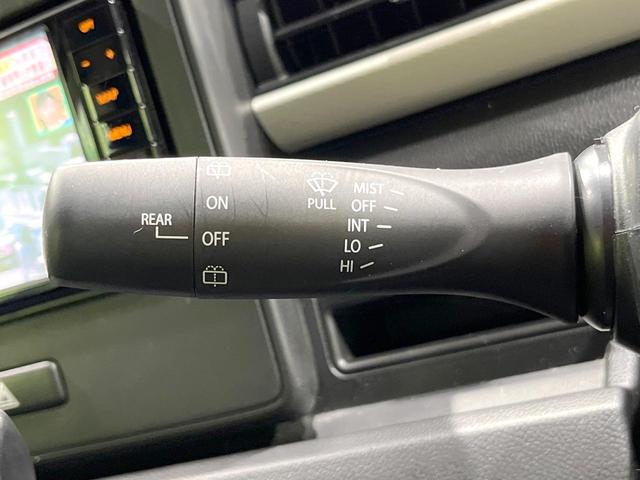 REAR
ON
OFF
PULL
MIST
OFF
INT
LO
HI